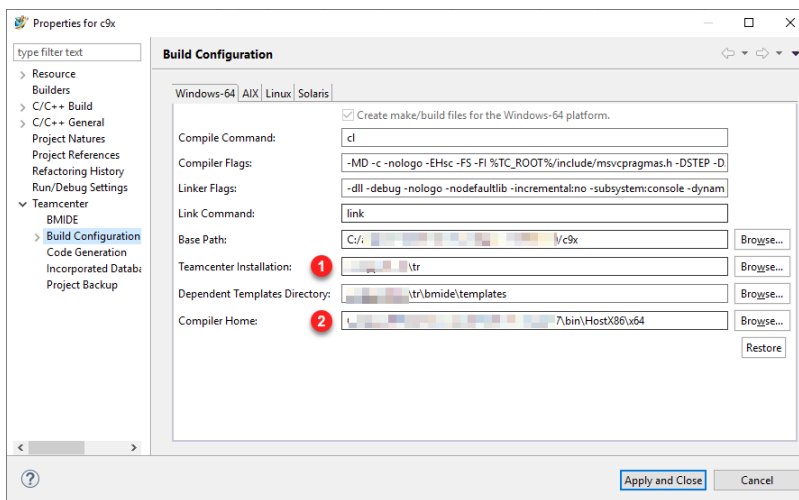 Properties for c9x
type filter text
Build Configuration
Resource
Builders
C/C++ Build
C/C++ General
Project Natures
Project References
Refactoring History
Run/Debug Settings
Teamcenter
BMIDE
Build Configuration
Code Generation
Incorporated Databa
Project Backup
Windows-64 AIX Linux Solaris
Create make/build files for the Windows-64 platform.
Compile Command: cl
Compiler Flags: -MD -c -nologo -EHsc -FS -FI %TC_ROOT%/include/msvcpragmas.h -DSTEP -D.
Linker Flags: -dll -debug -nologo -nodefaultlib -incremental:no -subsystem:console -dynam
Link Command: link
Base Path: C:/ /c9x Browse...
Teamcenter Installation: 1 \tr Browse...
Dependent Templates Directory: \tr\bmide\templates Browse...
Compiler Home: 2 7\bin\HostX86\x64 Browse...
Restore
? Apply and Close Cancel